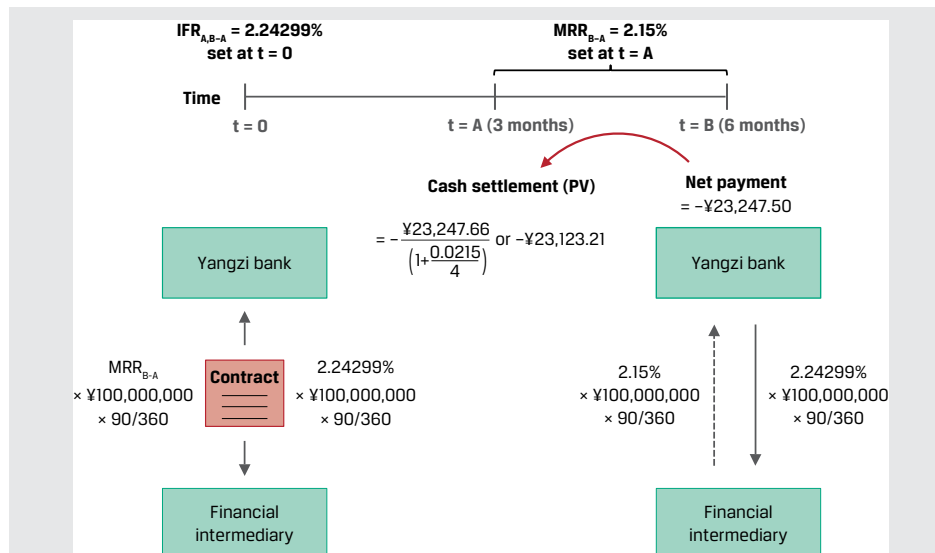 IFR A,B–A = 2.24299%
set at t = 0
MRR B–A = 2.15%
set at t = A
Time
t = 0
t = A (3 months)
t = B (6 months)
Cash settlement (PV)
= – ¥23,247.66 / (1 + 0.0215 / 4) or –¥23,123.21
Net payment
= –¥23,247.50
Yangzi bank
Yangzi bank
MRR B-A
× ¥100,000,000
× 90/360
Contract
2.24299%
× ¥100,000,000
× 90/360
2.15%
× ¥100,000,000
× 90/360
2.24299%
× ¥100,000,000
× 90/360
Financial
intermediary
Financial
intermediary